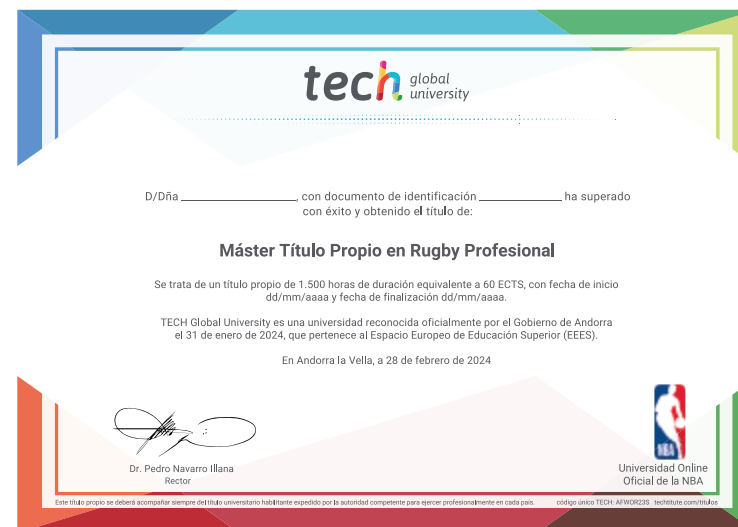 tech global university
D/Dña ____________, con documento de identificación ____________ ha superado
con éxito y obtenido el título de:
Máster Título Propio en Rugby Profesional
Se trata de un título propio de 1.500 horas de duración equivalente a 60 ECTS, con fecha de inicio
dd/mm/aaaa y fecha de finalización dd/mm/aaaa.
TECH Global University es una universidad reconocida oficialmente por el Gobierno de Andorra
el 31 de enero de 2024, que pertenece al Espacio Europeo de Educación Superior (EEES).
En Andorra la Vella, a 28 de febrero de 2024
Dr. Pedro Navarro Illana
Rector
NBA
Universidad Online
Oficial de la NBA
Este título propio se deberá acompañar siempre del título universitario habilitante expedido por la autoridad competente para ejercer profesionalmente en cada país. código único TECH: AFWOR23S techtitute.com/titulos